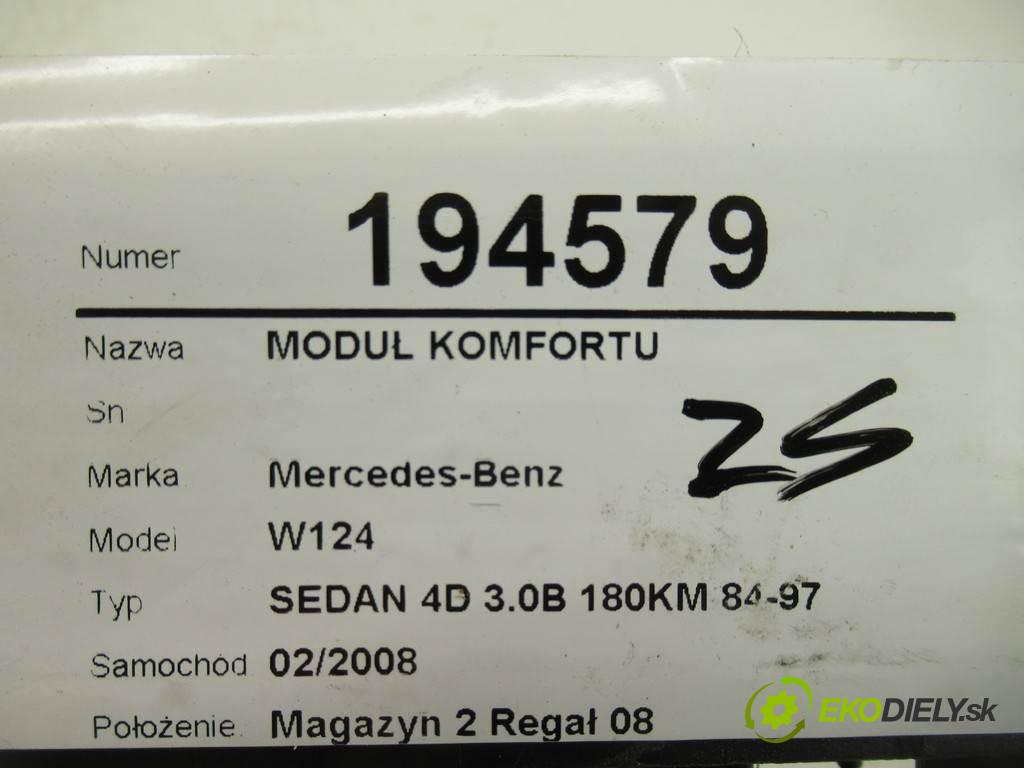 Numer 194579
Nazwa MODUŁ KOMFORTU
Sn
25
Marka Mercedes-Benz
Model W124
Typ SEDAN 4D 3.0B 180KM 84-97
Samochód 02/2008
Położenie Magazyn 2 Regał 08
EKODIELY.sk